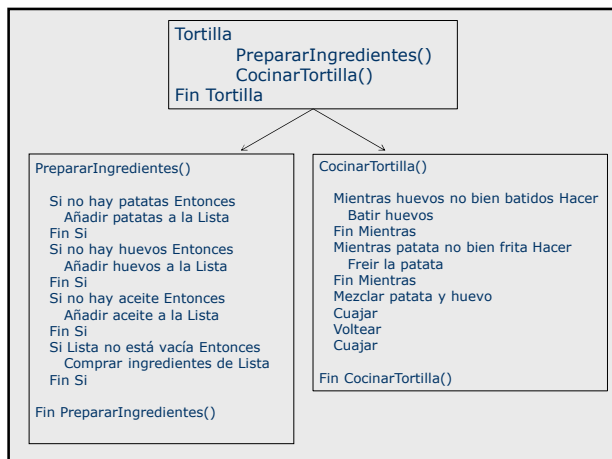 Tortilla
PrepararIngredientes()
CocinarTortilla()
Fin Tortilla
PrepararIngredientes()
Si no hay patatas Entonces
Añadir patatas a la Lista
Fin Si
Si no hay huevos Entonces
Añadir huevos a la Lista
Fin Si
Si no hay aceite Entonces
Añadir aceite a la Lista
Fin Si
Si Lista no está vacía Entonces
Comprar ingredientes de Lista
Fin Si
Fin PrepararIngredientes()
CocinarTortilla()
Mientras huevos no bien batidos Hacer
Batir huevos
Fin Mientras
Mientras patata no bien frita Hacer
Freir la patata
Fin Mientras
Mezclar patata y huevo
Cuajar
Voltear
Cuajar
Fin CocinarTortilla()